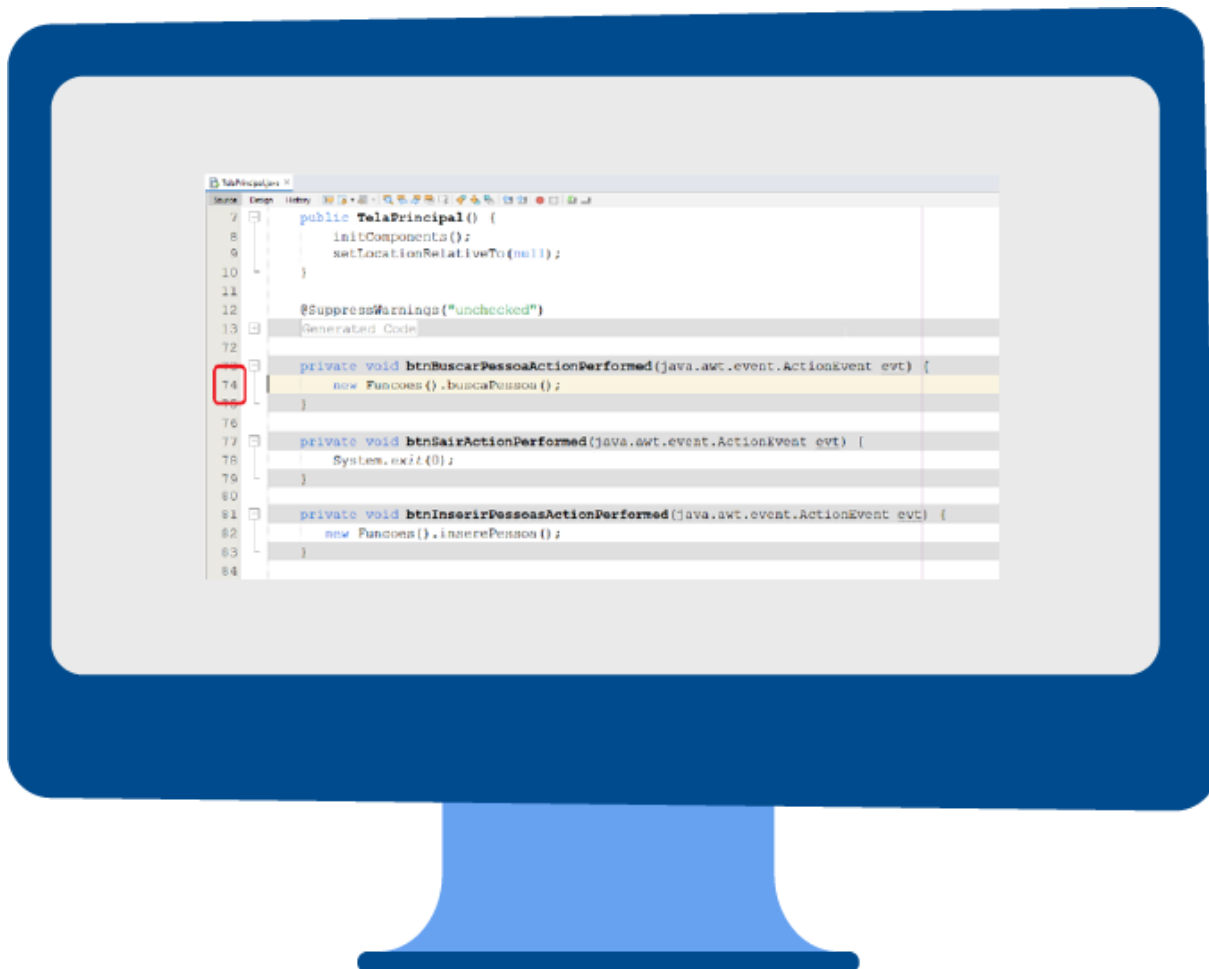 TelaPrincipal.java ×
Source Design History
7 public TelaPrincipal() {
8 initComponents();
9 setLocationRelativeTo(null);
10 }
11
12 @SuppressWarnings("unchecked")
13 Generated Code
72
73 private void btnBuscarPessoaActionPerformed(java.awt.event.ActionEvent evt) {
74 new Funcoes().buscaPessoa();
75 }
76
77 private void btnSairActionPerformed(java.awt.event.ActionEvent evt) {
78 System.exit(0);
79 }
80
81 private void btnInserirPessoasActionPerformed(java.awt.event.ActionEvent evt) {
82 new Funcoes().inserePessoa();
83 }
84